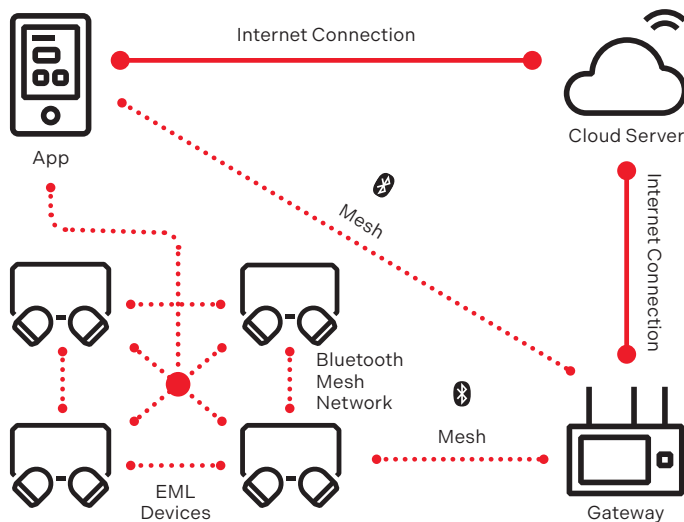 Internet Connection
App
Cloud Server
Mesh
Internet Connection
Bluetooth
Mesh
Network
Mesh
EML
Devices
Gateway